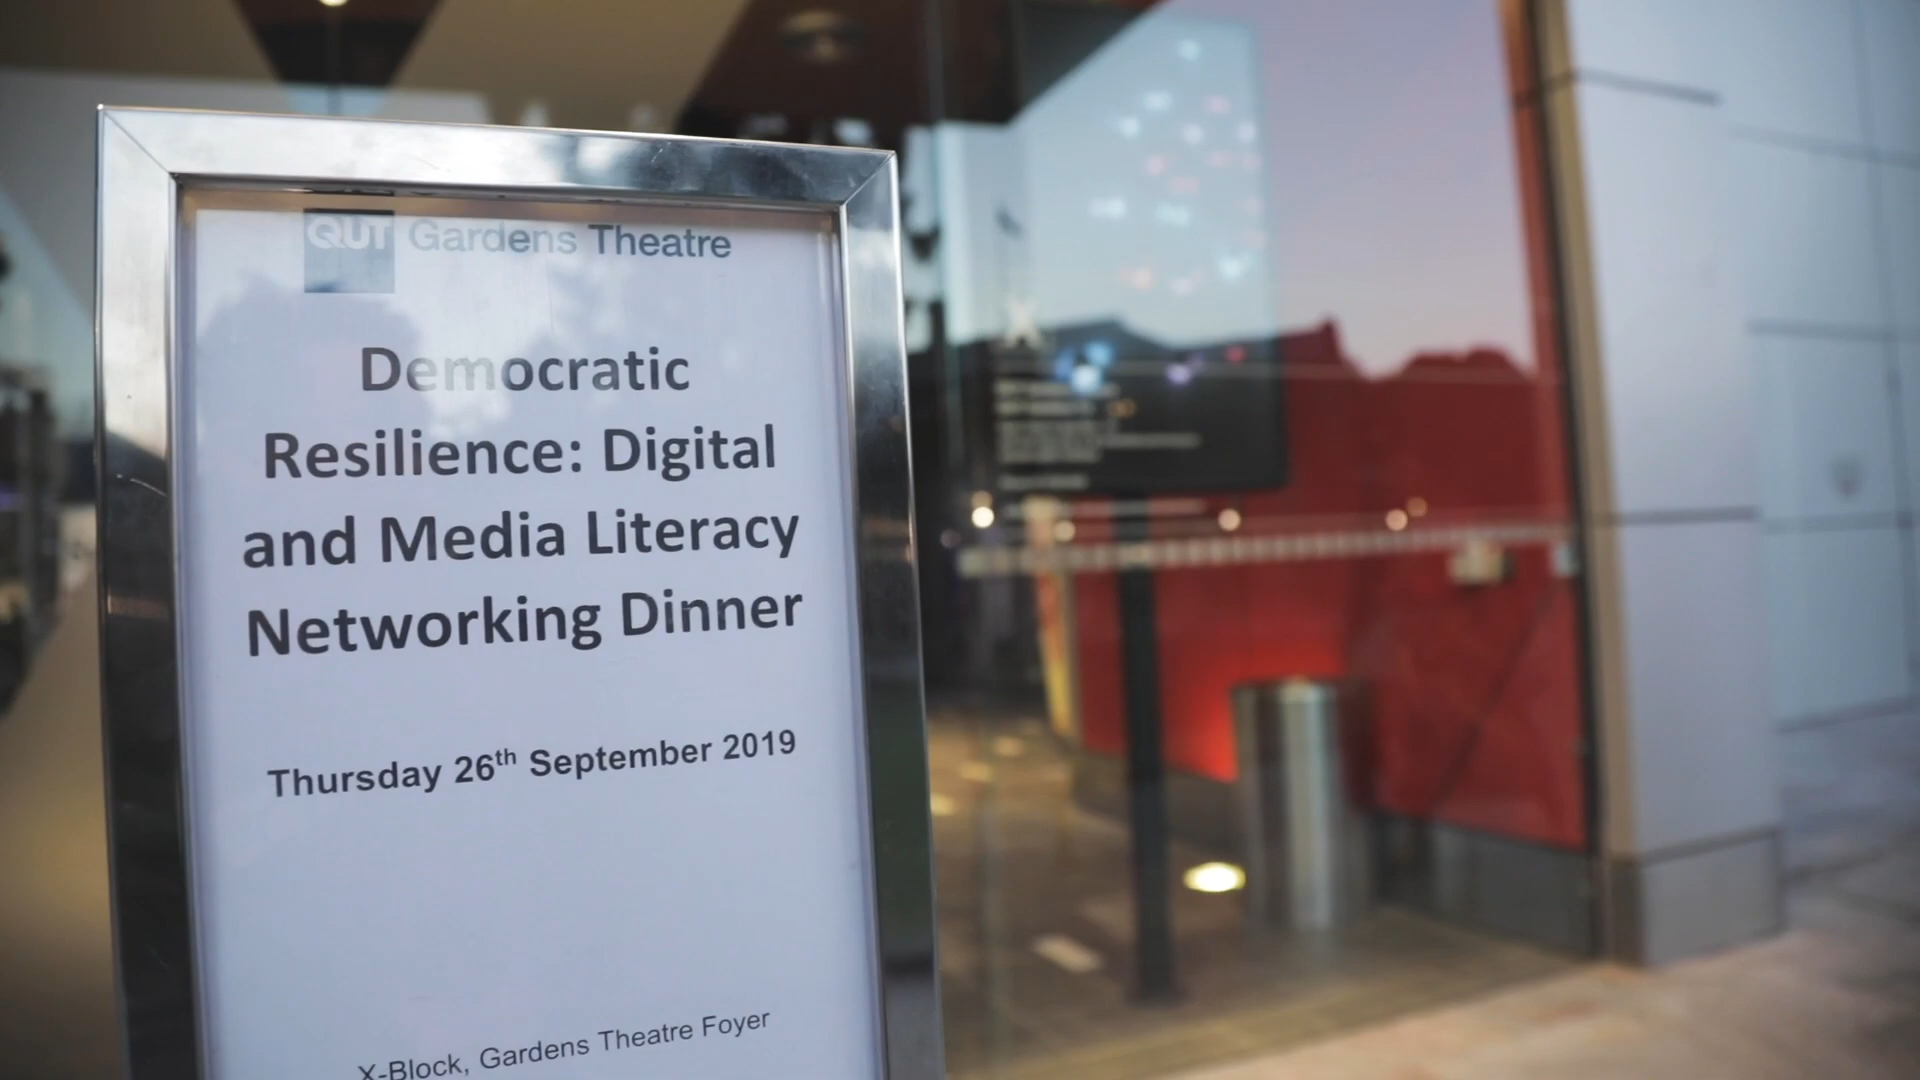 QUT Gardens Theatre
Democratic
Resilience: Digital
and Media Literacy
Networking Dinner
Thursday 26th September 2019
X-Block, Gardens Theatre Foyer